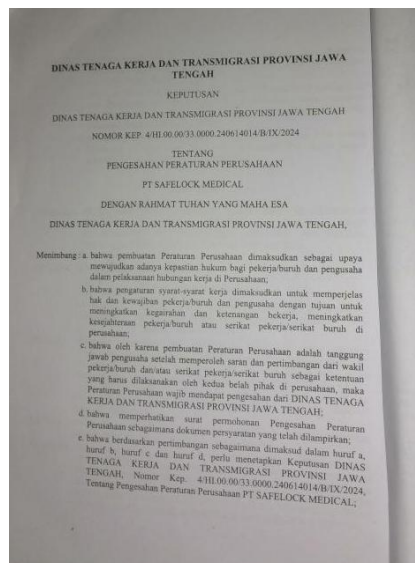 DINAS TENAGA KERJA DAN TRANSMIGRASI PROVINSI JAWA
TENGAH
KEPUTUSAN
DINAS TENAGA KERJA DAN TRANSMIGRASI PROVINSI JAWA TENGAH
NOMOR KEP. 4/HI.00.00/33.0000.240614014/B/IX/2024
TENTANG
PENGESAHAN PERATURAN PERUSAHAAN
PT SAFELOCK MEDICAL
DENGAN RAHMAT TUHAN YANG MAHA ESA
DINAS TENAGA KERJA DAN TRANSMIGRASI PROVINSI JAWA TENGAH,
Menimbang : a. bahwa pembuatan Peraturan Perusahaan dimaksudkan sebagai upaya
mewujudkan adanya kepastian hukum bagi pekerja/buruh dan pengusaha
dalam pelaksanaan hubungan kerja di Perusahaan;
b. bahwa pengaturan syarat-syarat kerja dimaksudkan untuk memperjelas
hak dan kewajiban pekerja/buruh dan pengusaha dengan tujuan untuk
meningkatkan kegairahan dan ketenangan bekerja, meningkatkan
kesejahteraan pekerja/buruh atau serikat pekerja/serikat buruh di
perusahaan;
c. bahwa oleh karena pembuatan Peraturan Perusahaan adalah tanggung
jawab pengusaha setelah memperoleh saran dan pertimbangan dari wakil
pekerja/buruh dan/atau serikat pekerja/serikat buruh sebagai ketentuan
yang harus dilaksanakan oleh kedua belah pihak di perusahaan, maka
Peraturan Perusahaan wajib mendapat pengesahan dari DINAS TENAGA
KERJA DAN TRANSMIGRASI PROVINSI JAWA TENGAH;
d. bahwa memperhatikan surat permohonan Pengesahan Peraturan
Perusahaan sebagaimana dokumen persyaratan yang telah dilampirkan;
e. bahwa berdasarkan pertimbangan sebagaimana dimaksud dalam huruf a,
huruf b, huruf c dan huruf d, perlu menetapkan Keputusan DINAS
TENAGA KERJA DAN TRANSMIGRASI PROVINSI JAWA
TENGAH, Nomor Kep. 4/HI.00.00/33.0000.240614014/B/IX/2024,
Tentang Pengesahan Peraturan Perusahaan PT SAFELOCK MEDICAL;